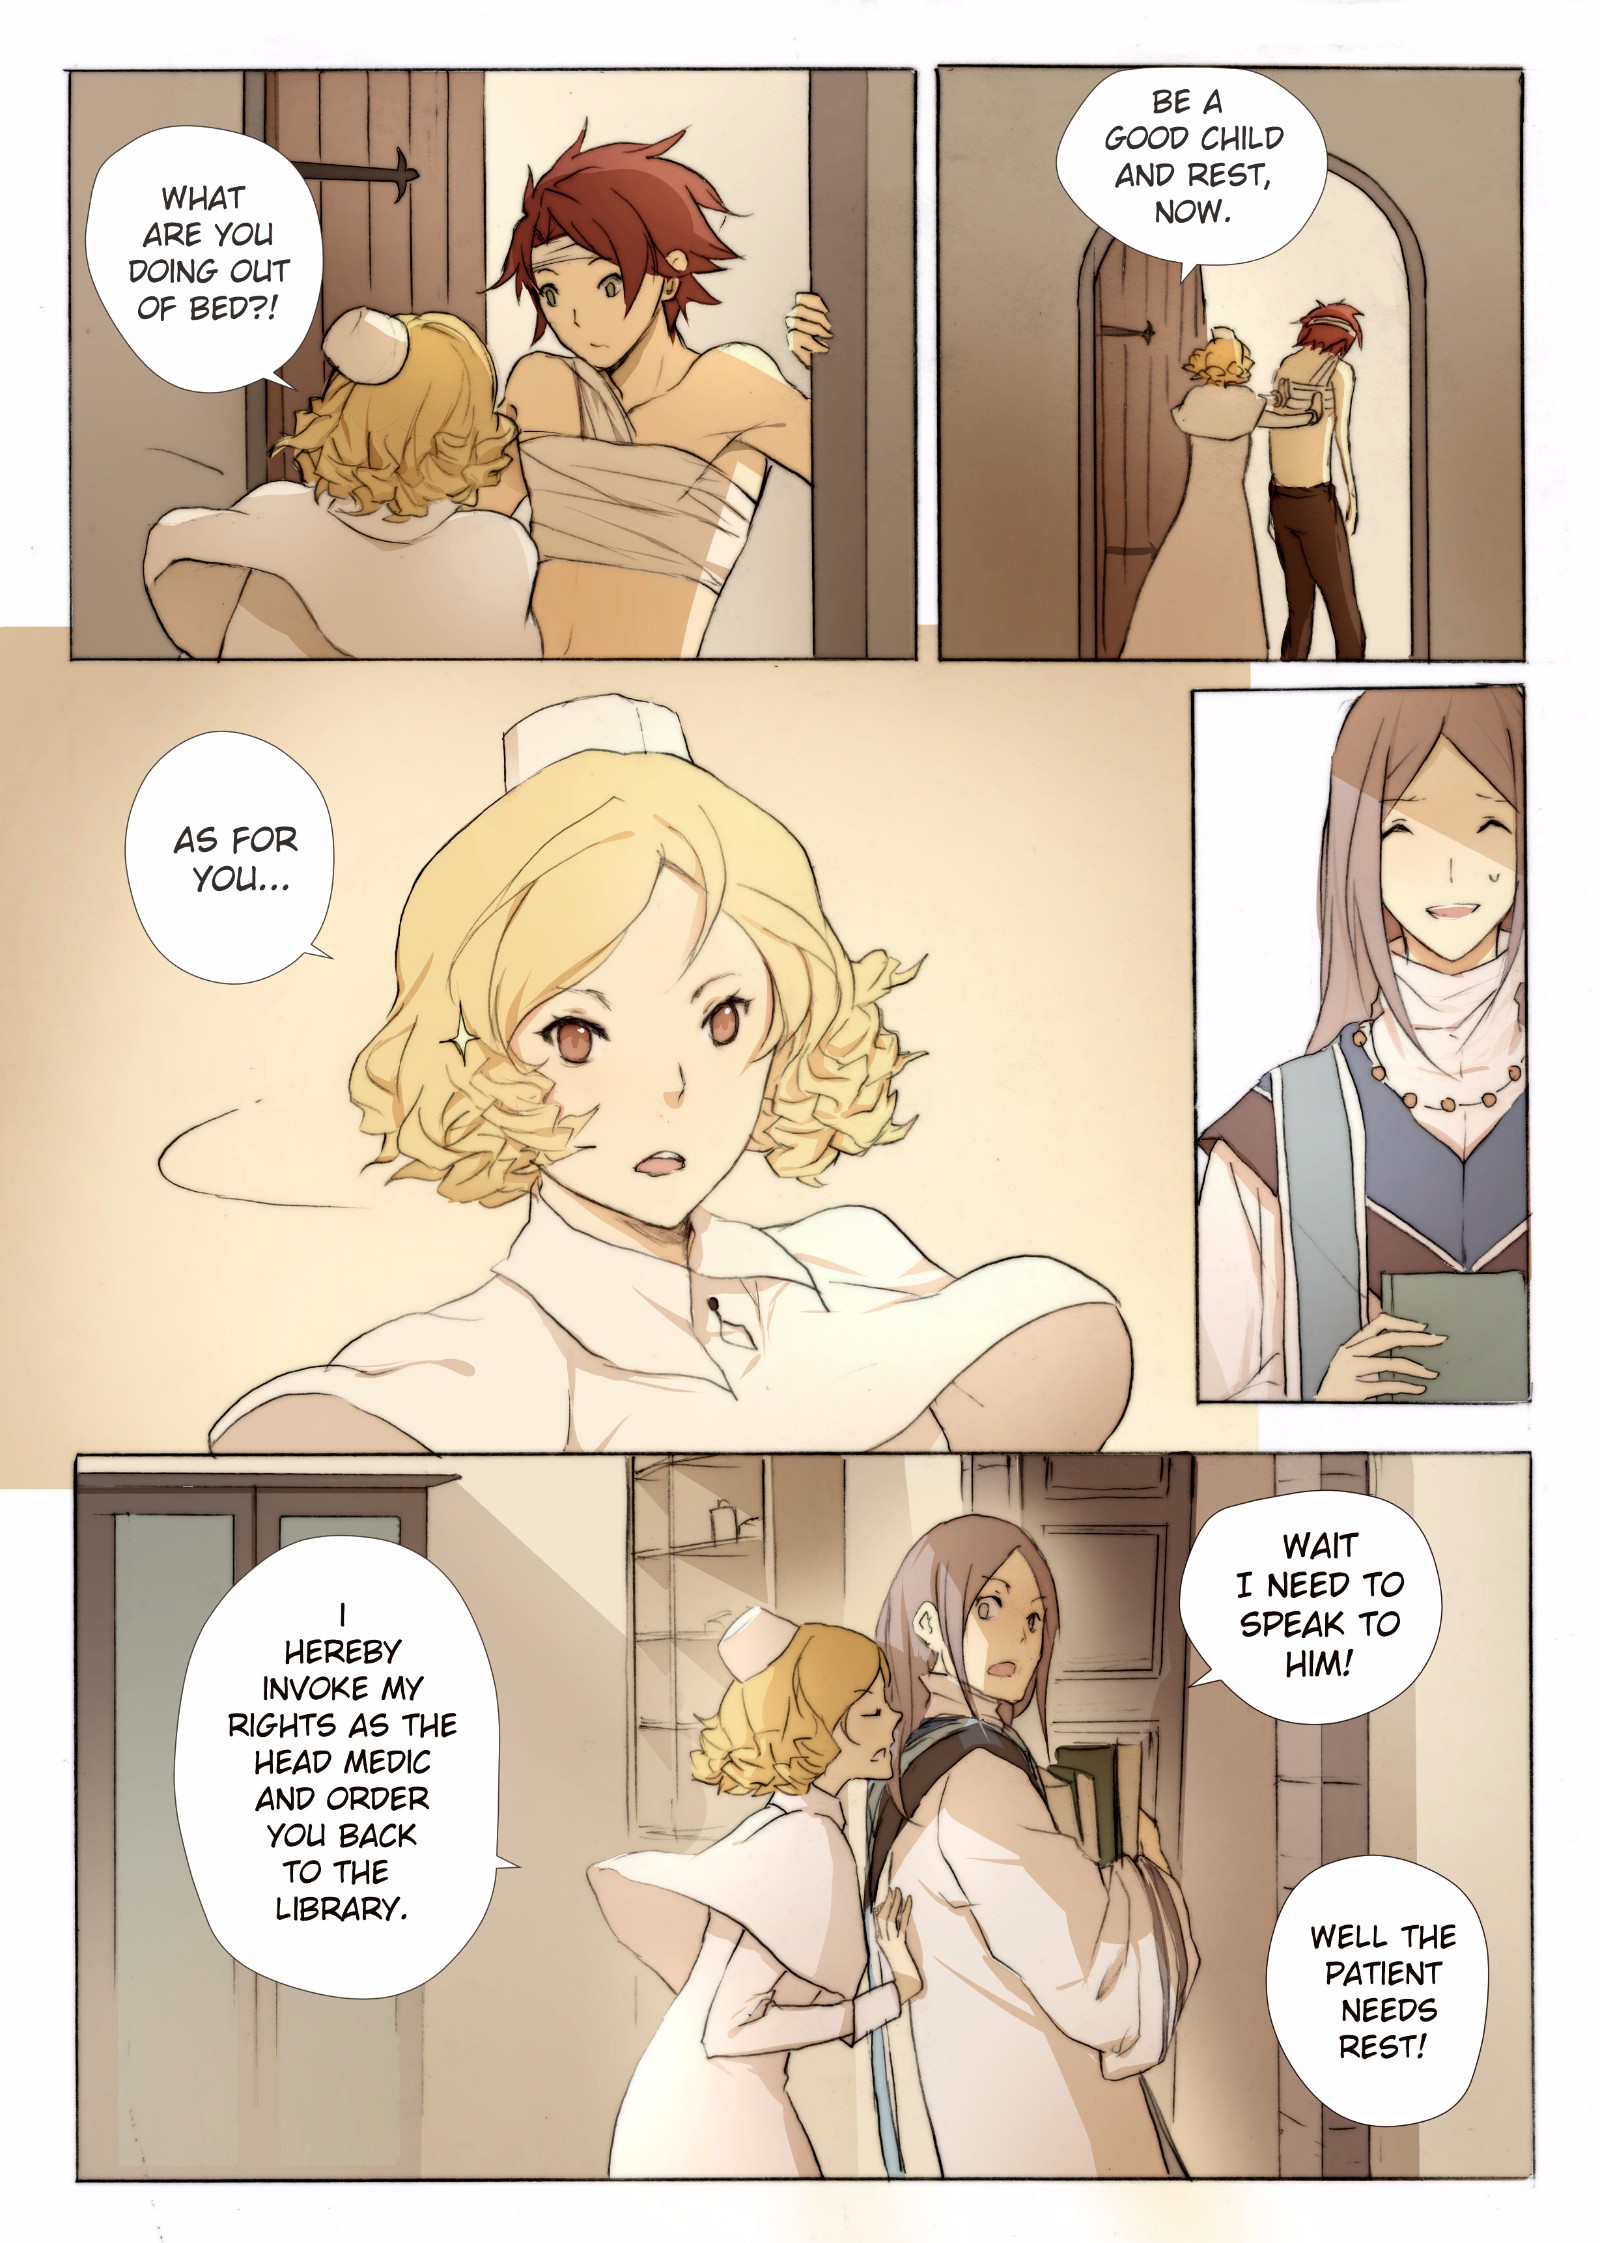 WHAT
ARE YOU
DOING OUT
OF BED?!
BE A
GOOD CHILD
AND REST,
NOW.
AS FOR
YOU...
I
HEREBY
INVOKE MY
RIGHTS AS THE
HEAD MEDIC
AND ORDER
YOU BACK
TO THE
LIBRARY.
WAIT
I NEED TO
SPEAK TO
HIM!
WELL THE
PATIENT
NEEDS
REST!